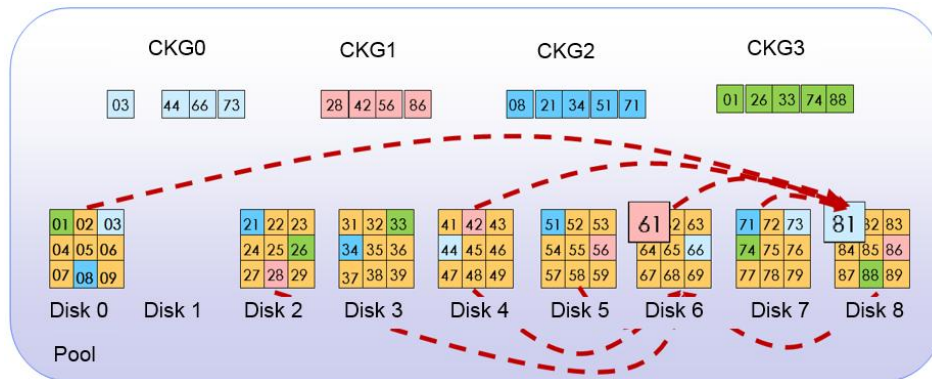 CKG0 CKG1 CKG2 CKG3
03 44 66 73 28 42 56 86 08 21 34 51 71 01 26 33 74 88
01 02 03 21 22 23 31 32 33 41 42 43 51 52 53 61 62 63 71 72 73 81 82 83
04 05 06 24 25 26 34 35 36 44 45 46 54 55 56 64 65 66 74 75 76 84 85 86
07 08 09 27 28 29 37 38 39 47 48 49 57 58 59 67 68 69 77 78 79 87 88 89
Disk 0 Disk 1 Disk 2 Disk 3 Disk 4 Disk 5 Disk 6 Disk 7 Disk 8
Pool